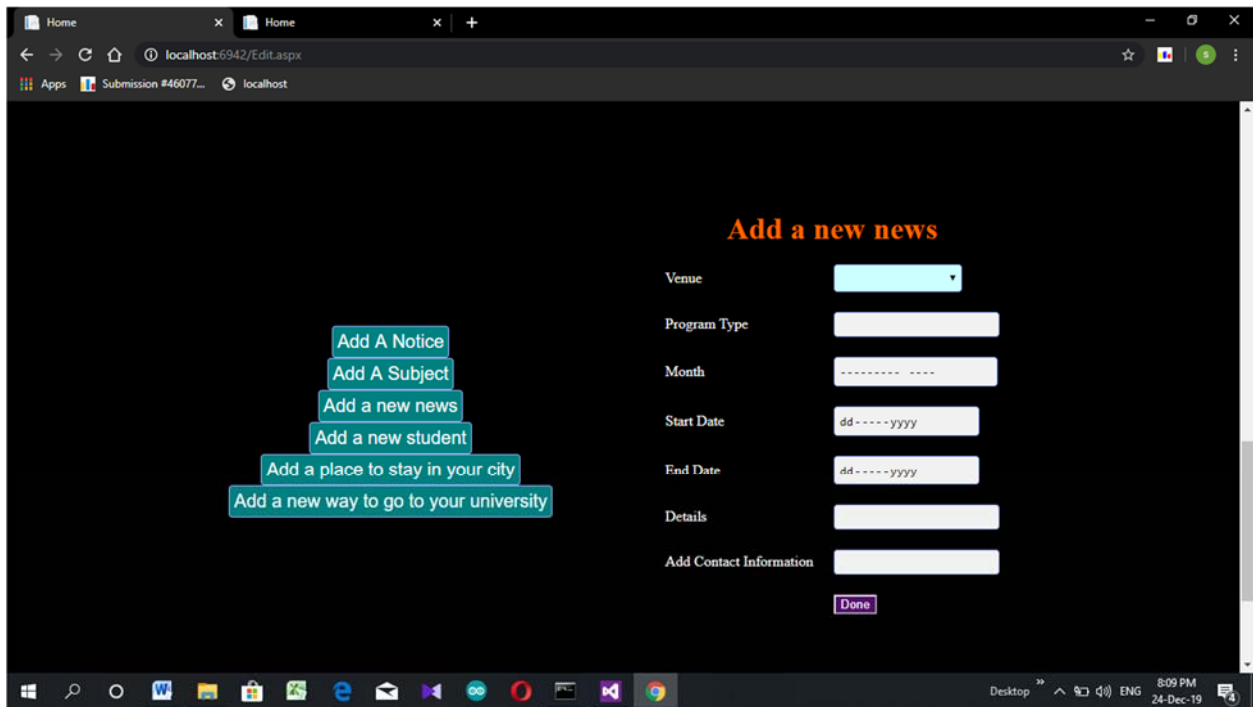 Home
Home
localhost:6942/Edit.aspx
s
Apps
Submission #46077...
localhost
Add a new news
Venue
Program Type
Month
--------- ----
Start Date
dd-----yyyy
End Date
dd-----yyyy
Details
Add Contact Information
Done
Add A Notice
Add A Subject
Add a new news
Add a new student
Add a place to stay in your city
Add a new way to go to your university
Desktop
ENG
8:09 PM
24-Dec-19
4